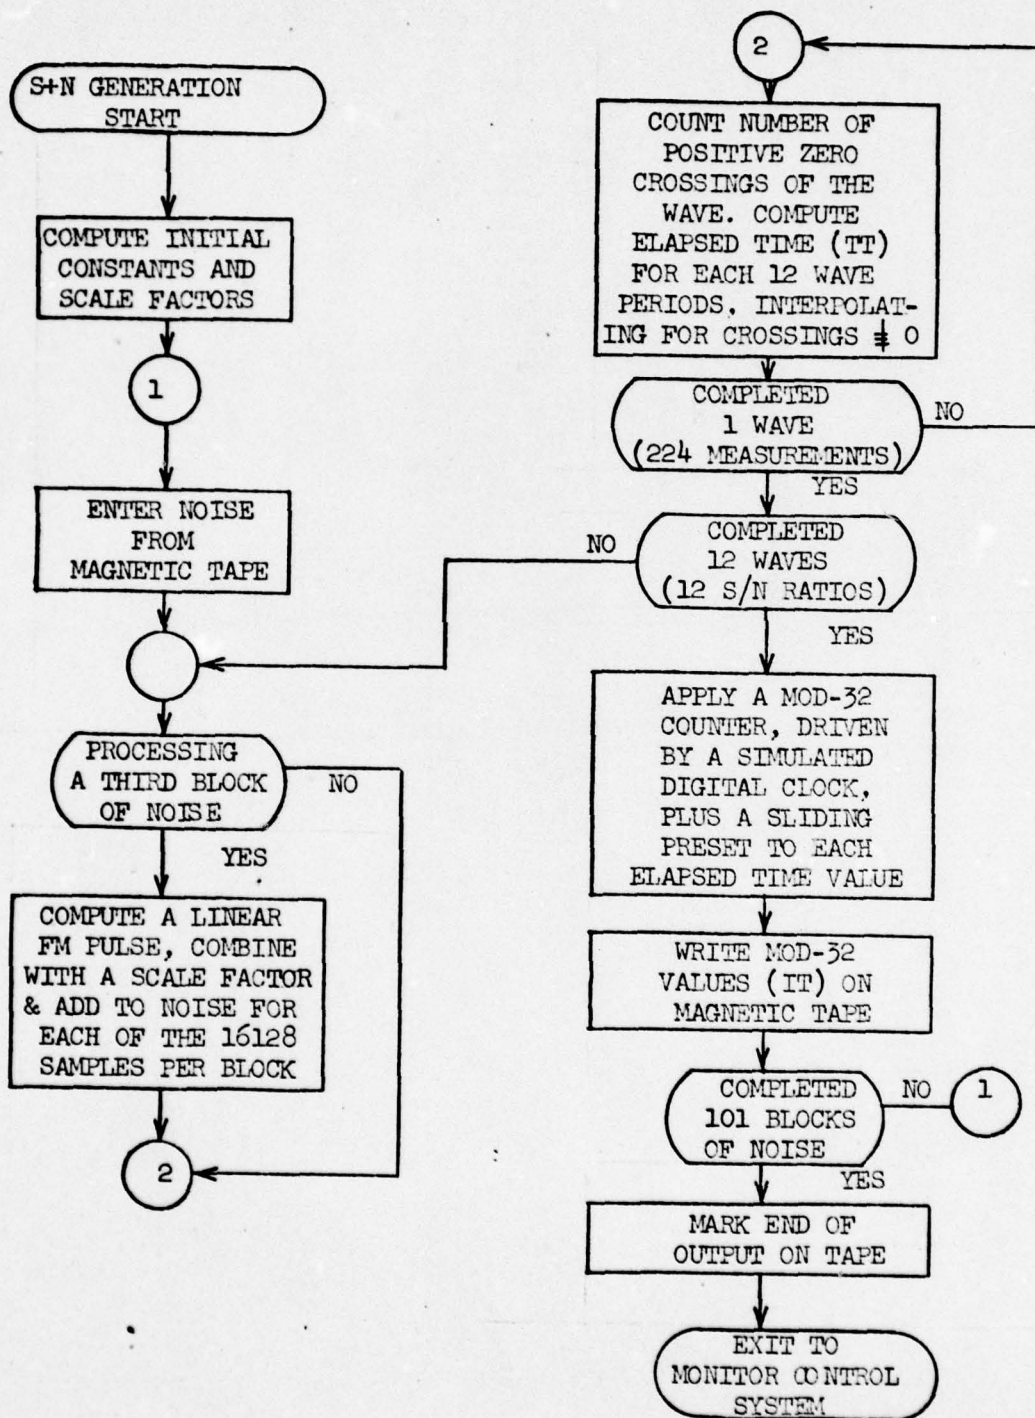 S+N GENERATION
START
COMPUTE INITIAL
CONSTANTS AND
SCALE FACTORS
1
ENTER NOISE
FROM
MAGNETIC TAPE
PROCESSING
A THIRD BLOCK
OF NOISE
NO
YES
COMPUTE A LINEAR
FM PULSE, COMBINE
WITH A SCALE FACTOR
& ADD TO NOISE FOR
EACH OF THE 16128
SAMPLES PER BLOCK
2
2
COUNT NUMBER OF
POSITIVE ZERO
CROSSINGS OF THE
WAVE. COMPUTE
ELAPSED TIME (TT)
FOR EACH 12 WAVE
PERIODS, INTERPOLAT-
ING FOR CROSSINGS ≠ 0
COMPLETED
1 WAVE
(224 MEASUREMENTS)
NO
YES
COMPLETED
12 WAVES
(12 S/N RATIOS)
NO
YES
APPLY A MOD-32
COUNTER, DRIVEN
BY A SIMULATED
DIGITAL CLOCK,
PLUS A SLIDING
PRESET TO EACH
ELAPSED TIME VALUE
WRITE MOD-32
VALUES (IT) ON
MAGNETIC TAPE
COMPLETED
101 BLOCKS
OF NOISE
NO
1
YES
MARK END OF
OUTPUT ON TAPE
EXIT TO
MONITOR CONTROL
SYSTEM